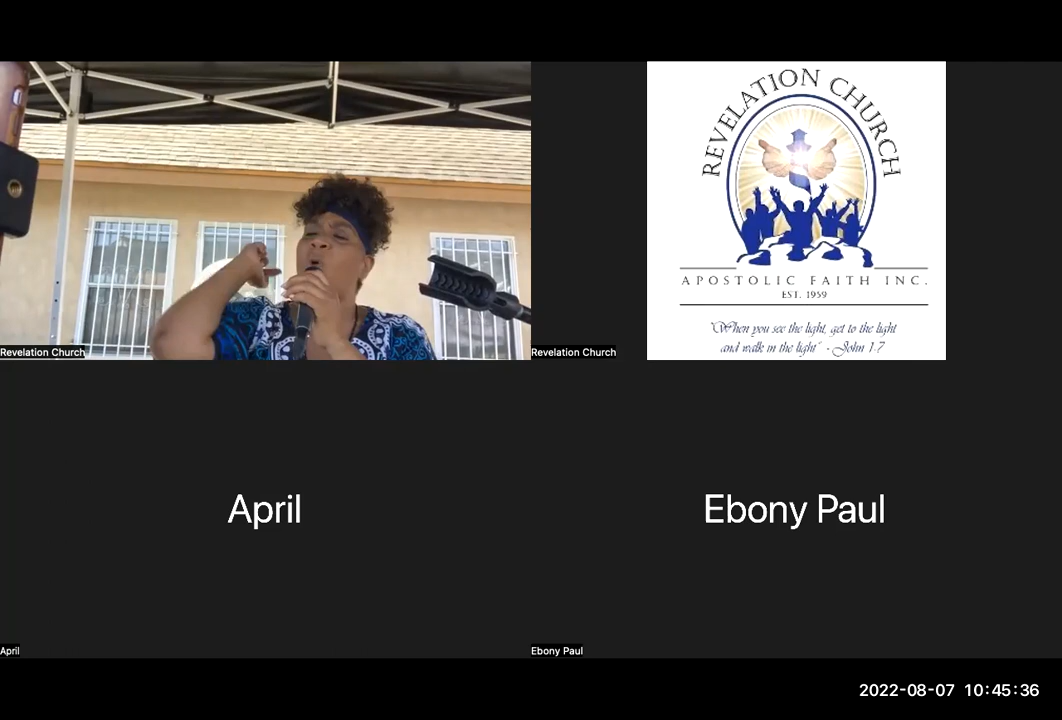 REVELATION CHURCH
APOSTOLIC FAITH INC.
EST. 1959
"When you see the light, get to the light
and walk in the light" - John 1:7
Revelation Church
Revelation Church
April
Ebony Paul
April
Ebony Paul
2022-08-07 10:45:36